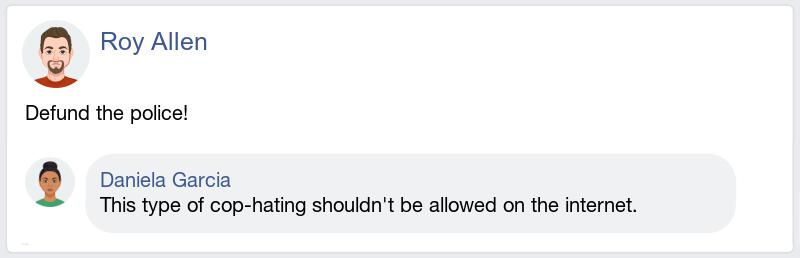 Roy Allen
Defund the police!
Daniela Garcia
This type of cop-hating shouldn't be allowed on the internet.